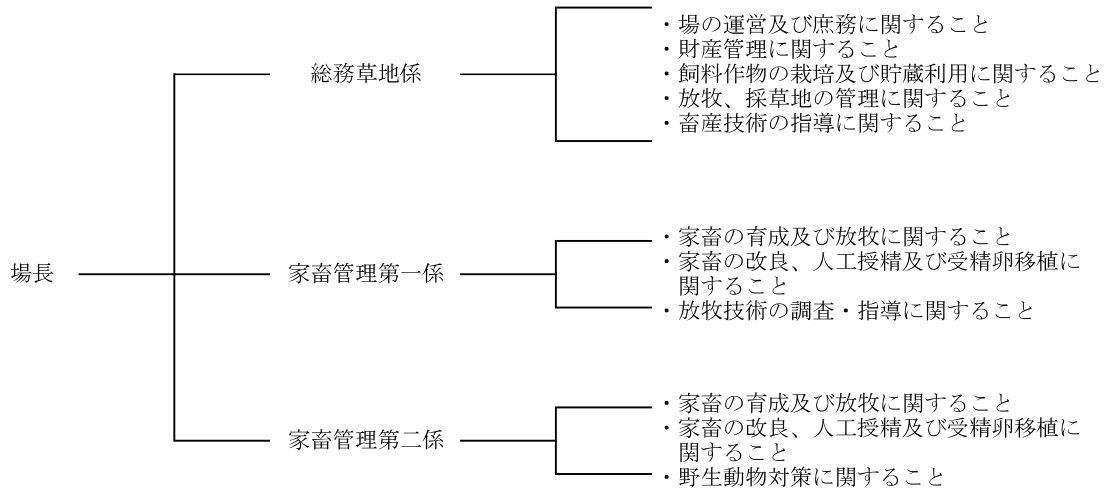 場長
総務草地係
・場の運営及び庶務に関すること
・財産管理に関すること
・飼料作物の栽培及び貯蔵利用に関すること
・放牧、採草地の管理に関すること
・畜産技術の指導に関すること
家畜管理第一係
・家畜の育成及び放牧に関すること
・家畜の改良、人工授精及び受精卵移植に
関すること
・放牧技術の調査・指導に関すること
家畜管理第二係
・家畜の育成及び放牧に関すること
・家畜の改良、人工授精及び受精卵移植に
関すること
・野生動物対策に関すること